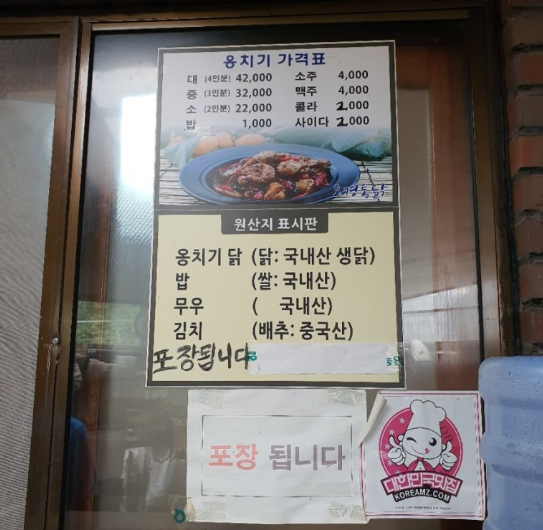 옹치기 가격표
대 (4인분) 42,000 소주 4,000
중 (3인분) 32,000 맥주 4,000
소 (2인분) 22,000 콜라 2,000
밥 1,000 사이다 2,000
원산지 표시판
옹치기 닭 (닭: 국내산 생닭)
밥 (쌀: 국내산)
무우 ( 국내산)
김치 (배추: 중국산)
포장됩니다
포장 됩니다
대한민국맛집
KOREAMZ.COM